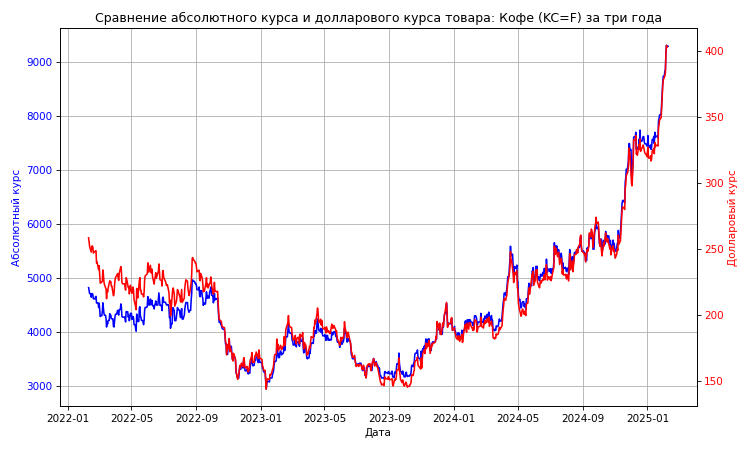 Сравнение абсолютного курса и долларового курса товара: Кофе (KC=F) за три года
Абсолютный курс
9000
8000
7000
6000
5000
4000
3000
400
350
300
250
200
150
Долларовый курс
2022-01 2022-05 2022-09 2023-01 2023-05 2023-09 2024-01 2024-05 2024-09 2025-01
Дата